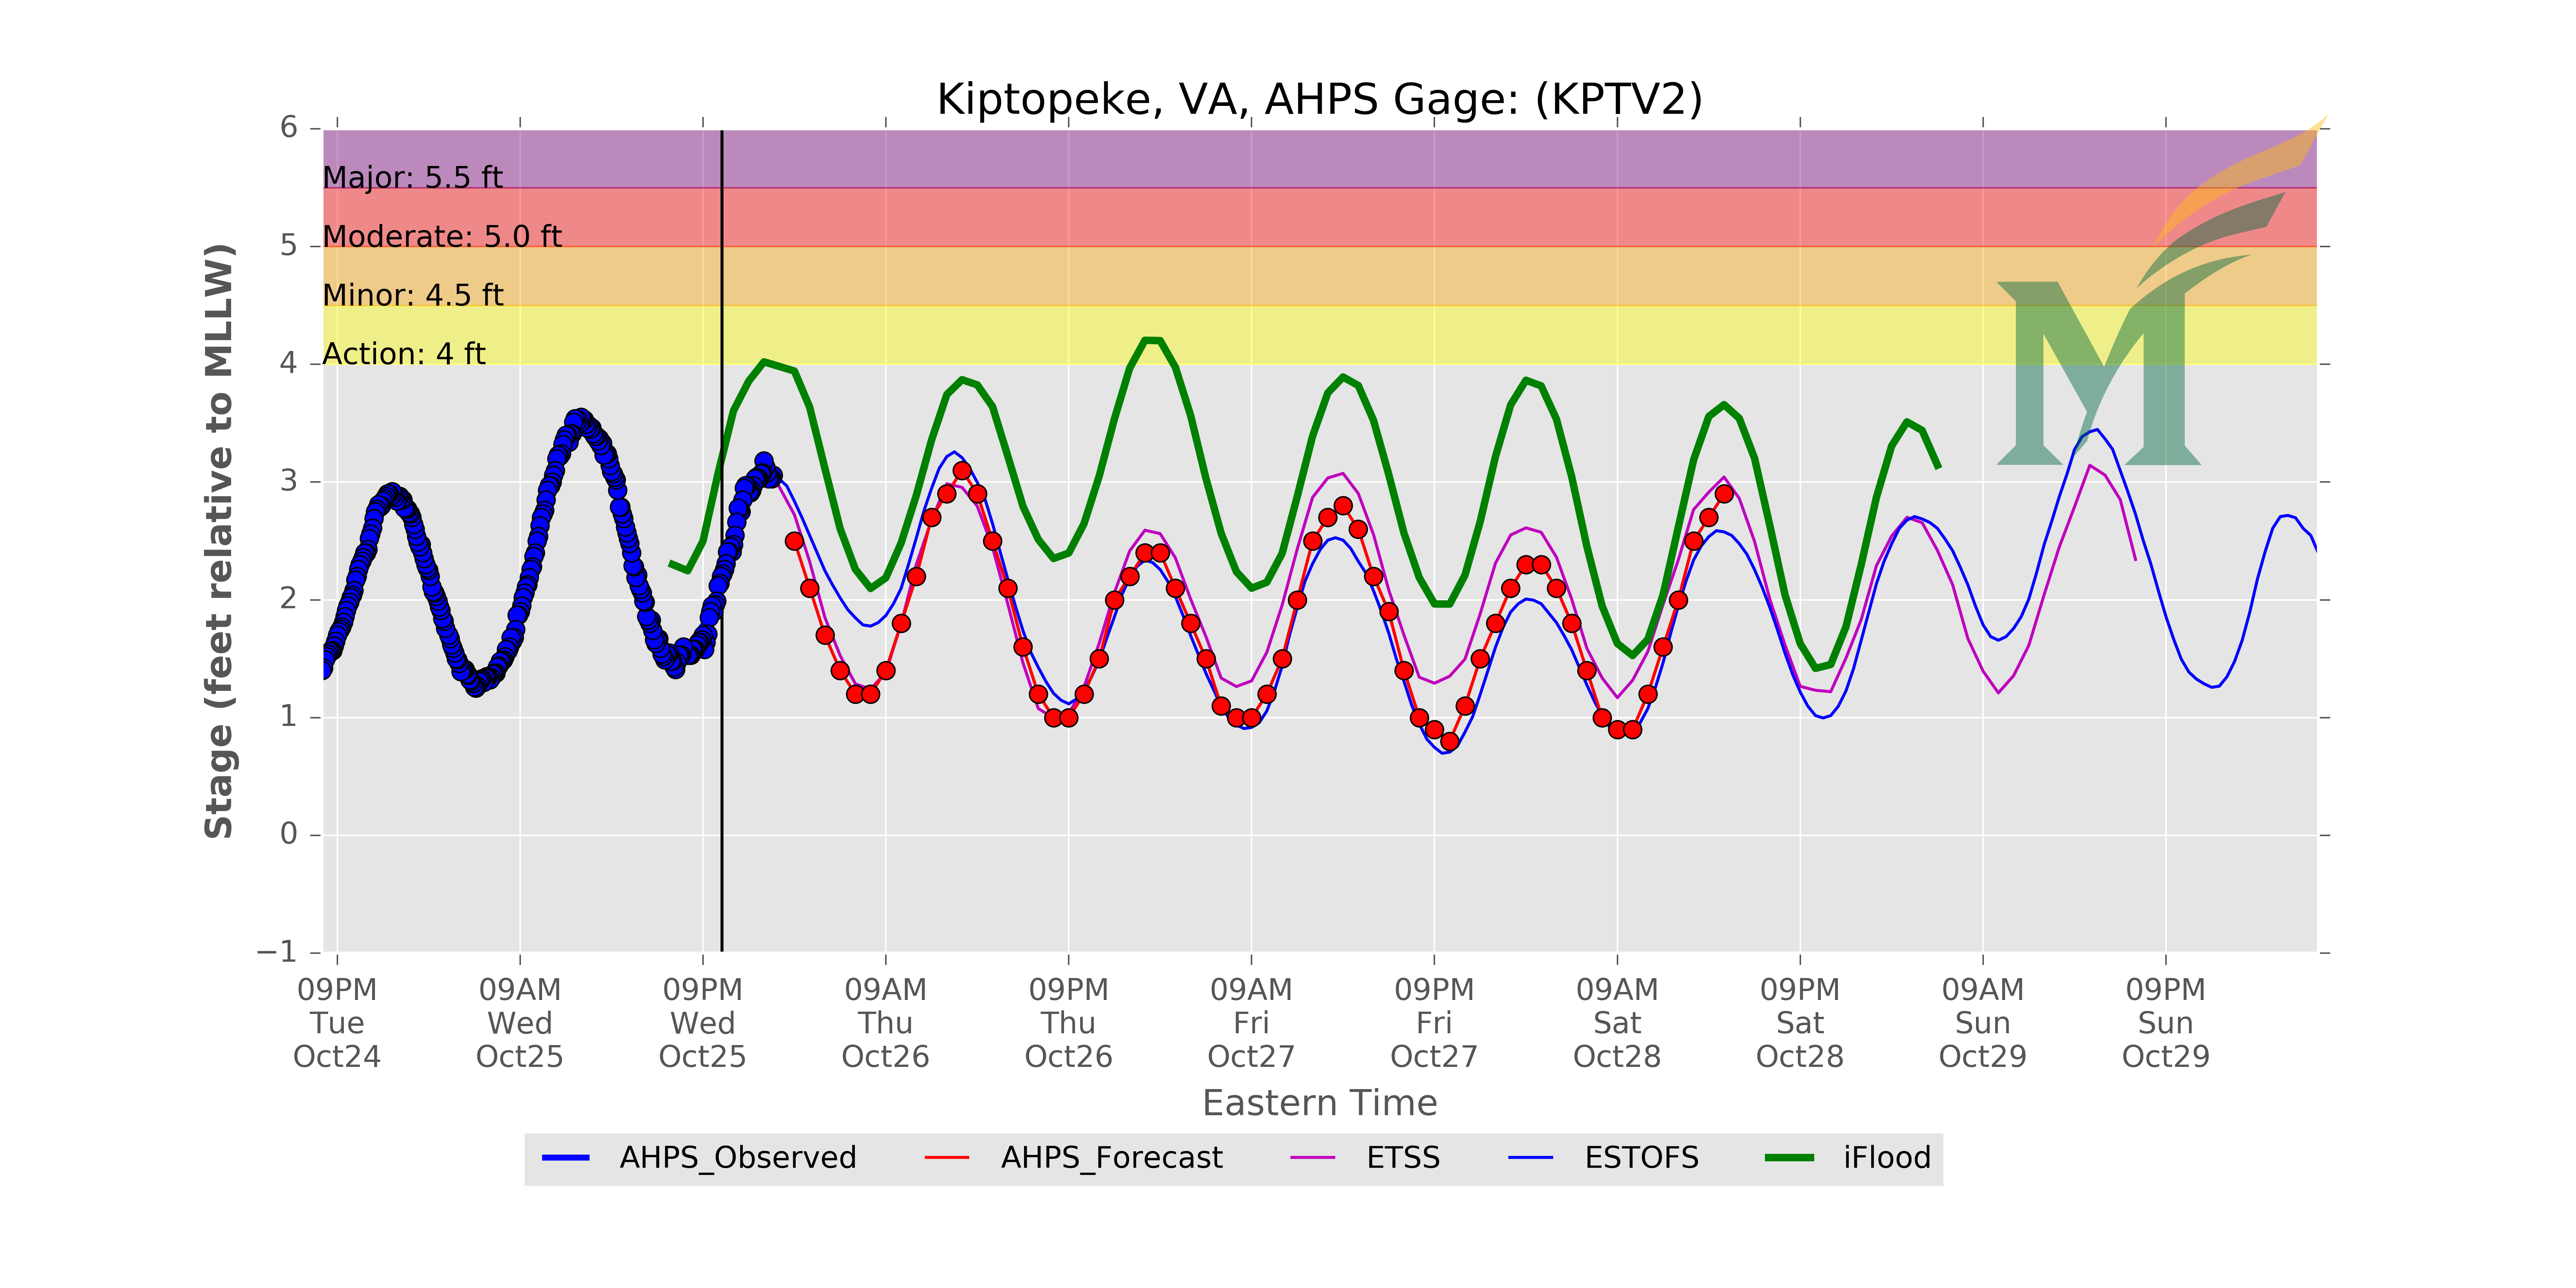 Kiptopeke, VA, AHPS Gage: (KPTV2)
6
5
4
3
2
1
0
−1
Stage (feet relative to MLLW)
Major: 5.5 ft
Moderate: 5.0 ft
Minor: 4.5 ft
Action: 4 ft
M
09PM 09AM 09PM 09AM 09PM 09AM 09PM 09AM 09PM 09AM 09PM
Tue Wed Wed Thu Thu Fri Fri Sat Sat Sun Sun
Oct24 Oct25 Oct25 Oct26 Oct26 Oct27 Oct27 Oct28 Oct28 Oct29 Oct29
Eastern Time
AHPS_Observed AHPS_Forecast ETSS ESTOFS iFlood